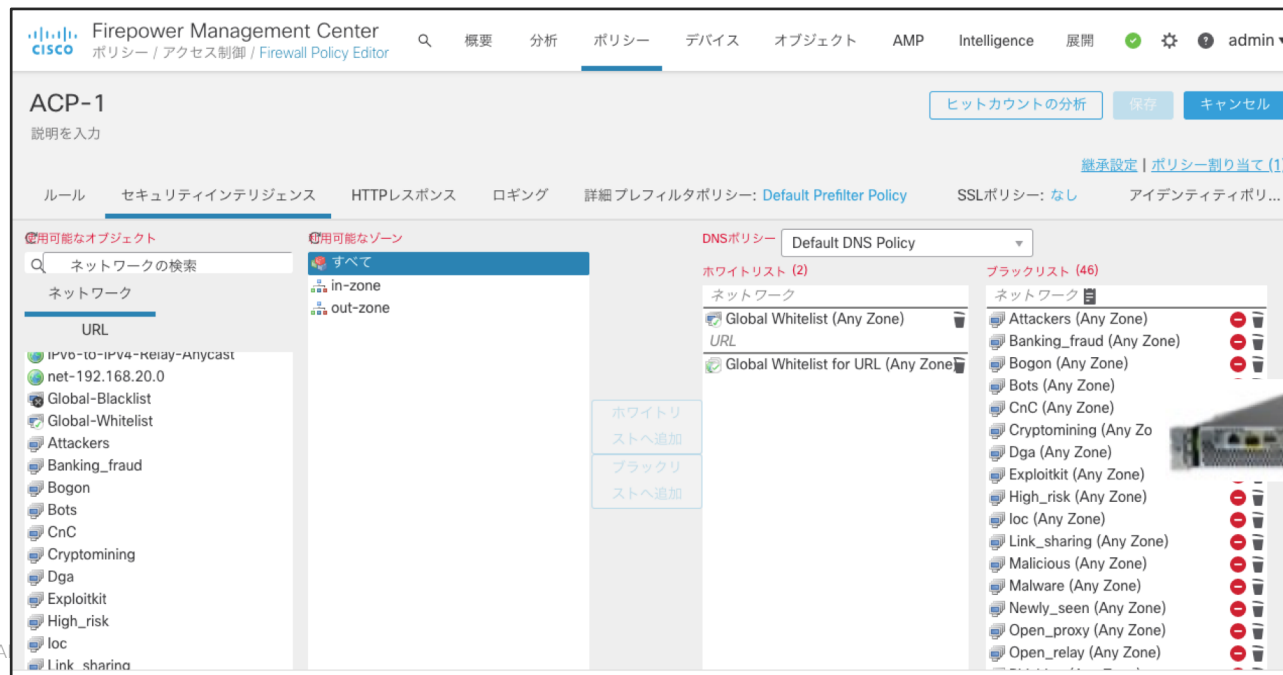 Firepower Management Center
CISCO
ポリシー / アクセス制御 / Firewall Policy Editor
概要
分析
ポリシー
デバイス
オブジェクト
AMP
Intelligence
展開
admin
ACP-1
説明を入力
ヒットカウントの分析
保存
キャンセル
継承設定 | ポリシー割り当て (1
ルール
セキュリティインテリジェンス
HTTPレスポンス
ロギング
詳細プレフィルタポリシー: Default Prefilter Policy
SSLポリシー: なし
アイデンティティポリ...
用可能なオブジェクト
ネットワークの検索
ネットワーク
URL
IPv6-to-IPv4-Relay-Anycast
net-192.168.20.0
Global-Blacklist
Global-Whitelist
Attackers
Banking_fraud
Bogon
Bots
CnC
Cryptomining
Dga
Exploitkit
High_risk
Ioc
Link_sharing
用可能なゾーン
すべて
in-zone
out-zone
ホワイトリ
ストへ追加
ブラックリ
ストへ追加
DNSポリシー
Default DNS Policy
ホワイトリスト (2)
ネットワーク
Global Whitelist (Any Zone)
URL
Global Whitelist for URL (Any Zone
ブラックリスト (46)
ネットワーク
Attackers (Any Zone)
Banking_fraud (Any Zone)
Bogon (Any Zone)
Bots (Any Zone)
CnC (Any Zone)
Cryptomining (Any Zo
Dga (Any Zone)
Exploitkit (Any Zone)
High_risk (Any Zone)
Ioc (Any Zone)
Link_sharing (Any Zone)
Malicious (Any Zone)
Malware (Any Zone)
Newly_seen (Any Zone)
Open_proxy (Any Zone)
Open_relay (Any Zone)